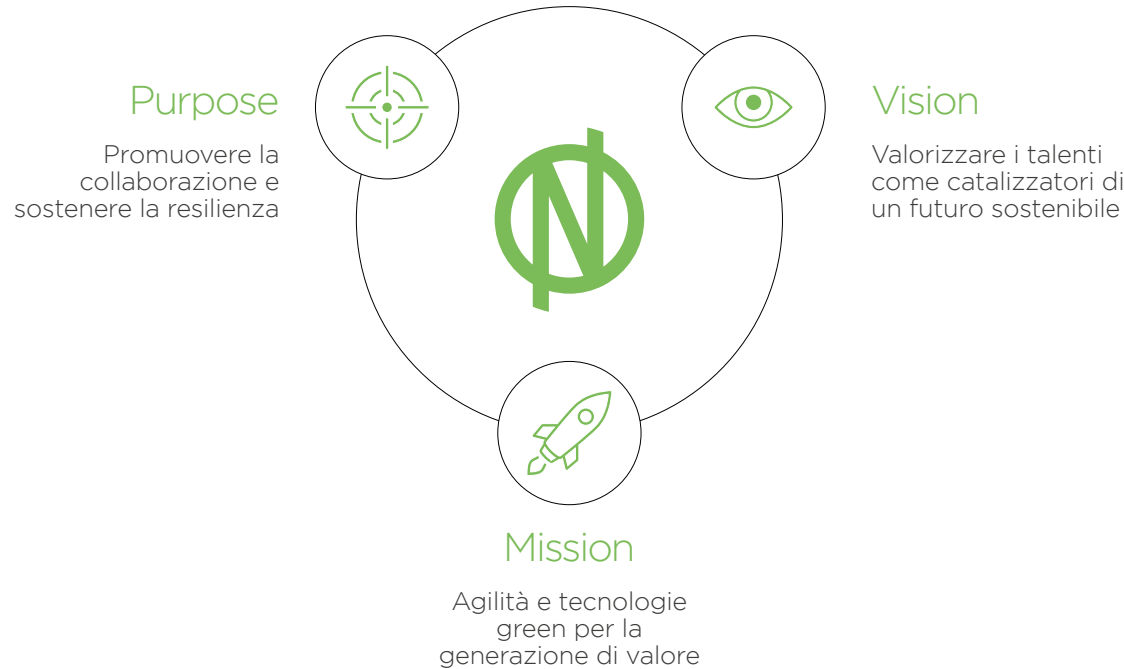 Purpose
Promuovere la
collaborazione e
sostenere la resilienza
Vision
Valorizzare i talenti
come catalizzatori di
un futuro sostenibile
Mission
Agilità e tecnologie
green per la
generazione di valore